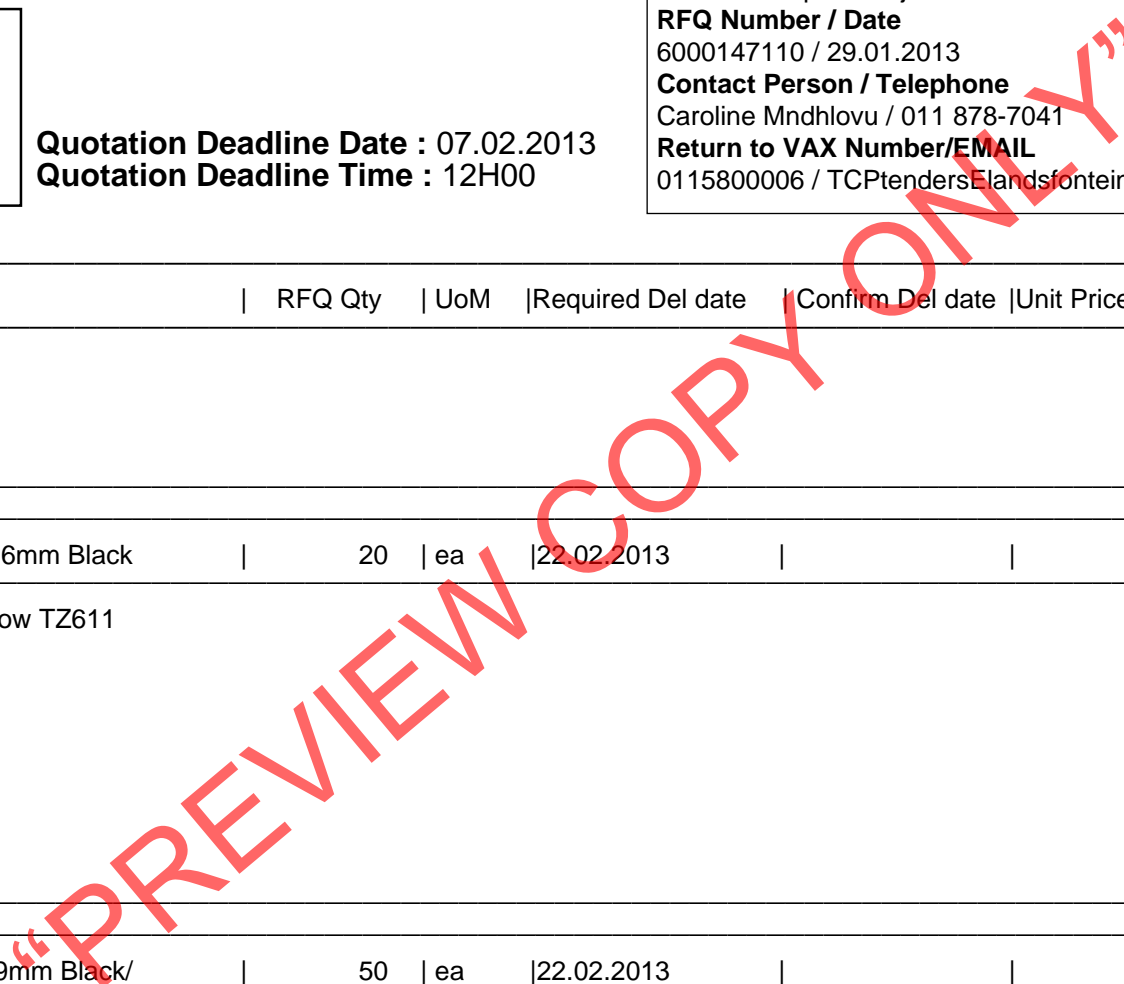 RFQ Number / Date
6000147110 / 29.01.2013
Contact Person / Telephone
Caroline Mndhlovu / 011 878-7041
Quotation Deadline Date : 07.02.2013
Return to VAX Number/EMAIL
Quotation Deadline Time : 12H00
0115800006 / TCPtendersElandsfontein
| RFQ Qty | UoM |Required Del date | Confirm Del date |Unit Price
6mm Black | 20 | ea |22.02.2013 | |
ow TZ611
9mm Black/ | 50 | ea |22.02.2013 | |
“PREVIEW COPY ONLY”